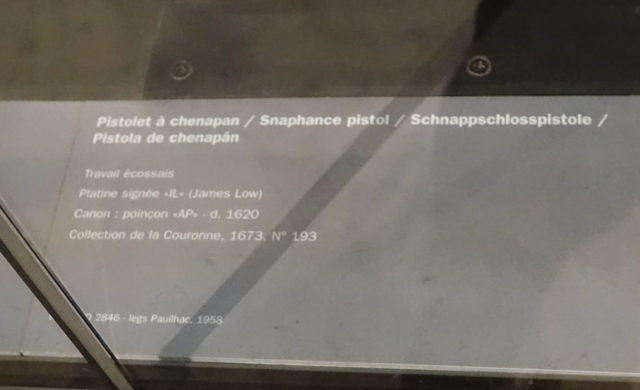 Pistolet à chenapan / Snaphance pistol / Schnappschlosspistole /
Pistola de chenapán
Travail écossais
Platine signée «IL» (James Low)
Canon : poinçon «AP» - d. 1620
Collection de la Couronne, 1673, N° 193
2846 - legs Pauilhac, 1958